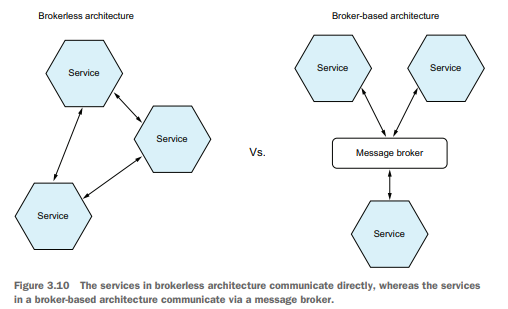 Brokerless architecture
Service
Service
Service
Vs.
Broker-based architecture
Service
Service
Message broker
Service
Figure 3.10 The services in brokerless architecture communicate directly, whereas the services
in a broker-based architecture communicate via a message broker.